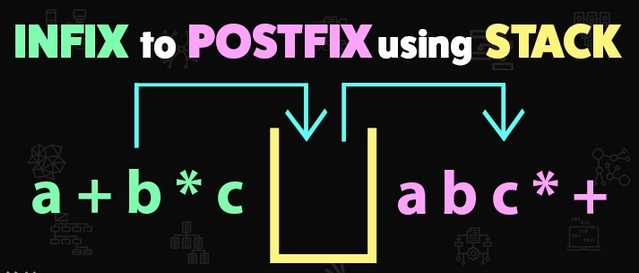 INFIX to POSTFIX using STACK
a + b * c
a b c * +